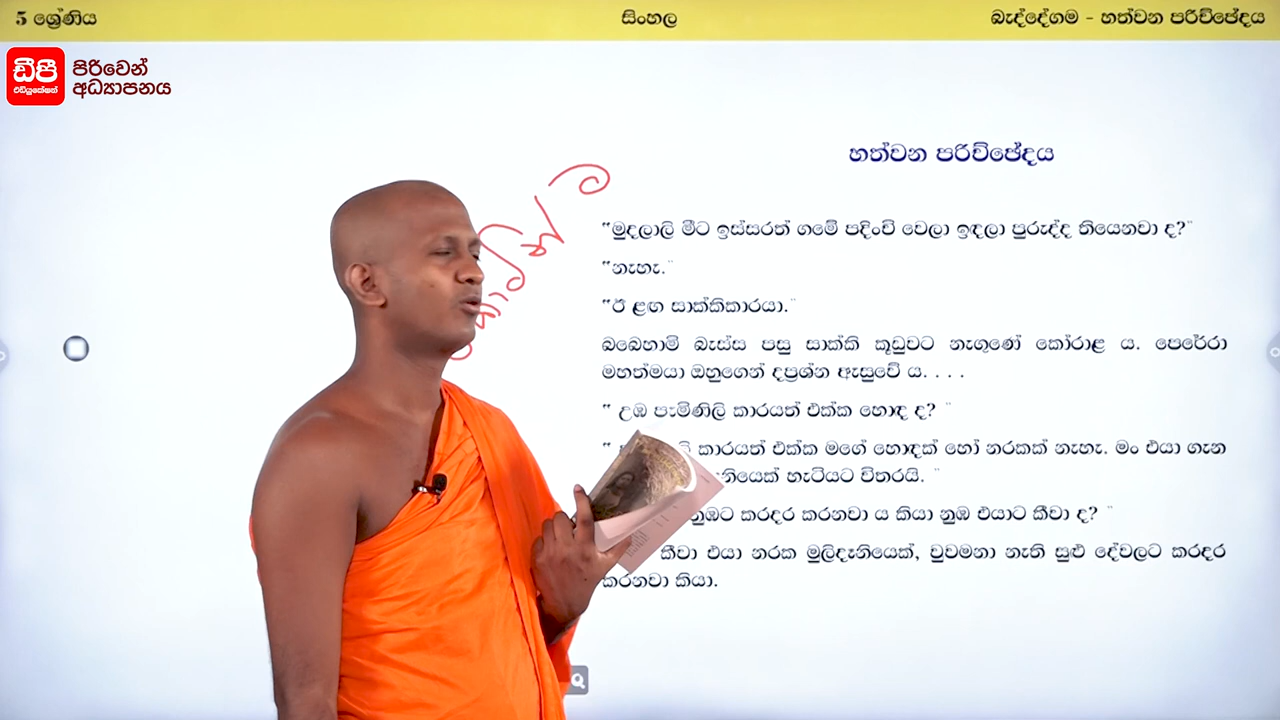 5 ශ්‍රේණිය
සිංහල
බැද්දේගම - හත්වන පරිච්ඡේදය
ඩීපී
එඩියුකේෂන්
පිරිවෙන්
අධ්‍යාපනය
හත්වන පරිච්ඡේදය
"මුදලාලි මීට ඉස්සරත් ගමේ පදිංචි වෙලා ඉඳලා පුරුද්ද තියෙනවා ද?"
"නැහැ."
"ඊ ළඟ සාක්කිකාරයා."
බබෙහාමි බැස්ස පසු සාක්කි කූඩුවට නැගුණේ කෝරාළ ය. පෙරේරා
මහත්මයා ඔහුගෙන් දප්‍රශ්න ඇසුවේ ය. . . .
" උඹ පැමිණිලි කාරයත් එක්ක හොඳ ද? "
" කාරයත් එක්ක මගේ හොඳක් හෝ නරකක් නැහැ. මං එයා ගැන
හැටියට විතරයි. "
නුඹට කරදර කරනවා ය කියා නුඹ එයාට කීවා ද? "
කීවා එයා නරක මුලිදෑනියෙක්, වුවමනා නැති සුළු දේවලට කරදර
කරනවා කියා.